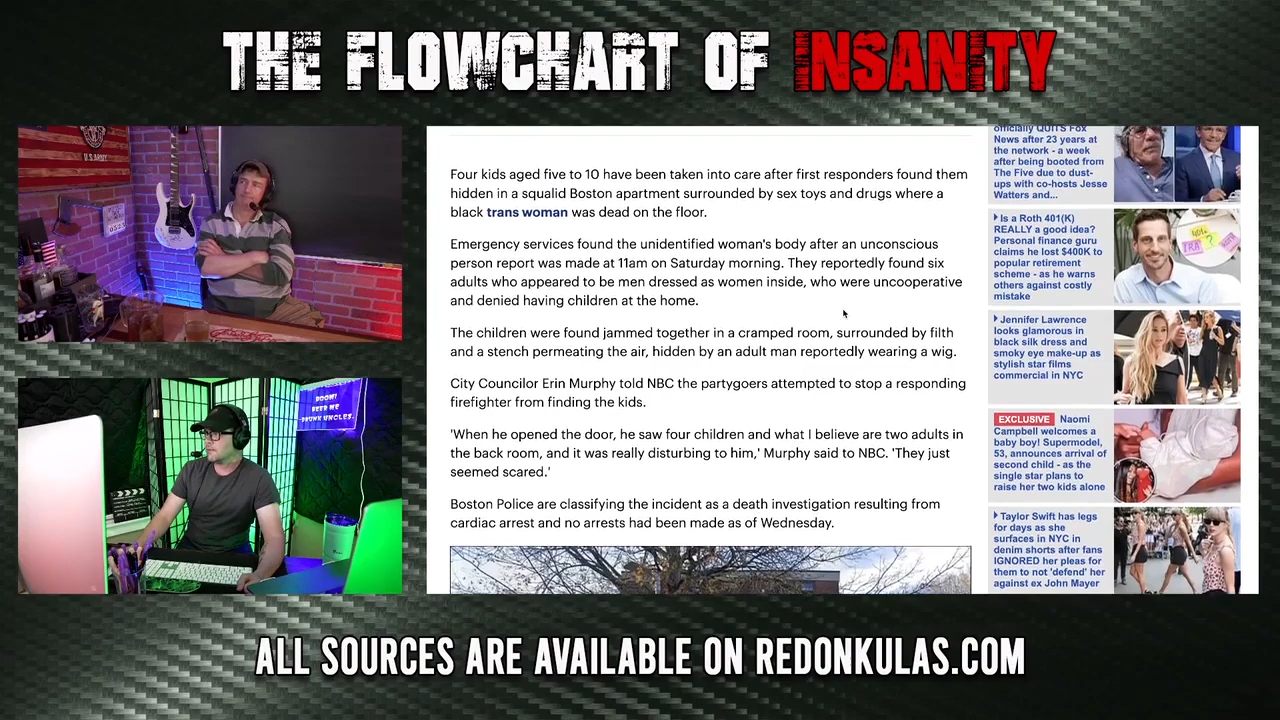 THE FLOWCHART OF INSANITY
U.S. ARMY
BOOM!
BEER ME
DRUNK UNCLES.
Four kids aged five to 10 have been taken into care after first responders found them
hidden in a squalid Boston apartment surrounded by sex toys and drugs where a
black trans woman was dead on the floor.
Emergency services found the unidentified woman's body after an unconscious
person report was made at 11am on Saturday morning. They reportedly found six
adults who appeared to be men dressed as women inside, who were uncooperative
and denied having children at the home.
The children were found jammed together in a cramped room, surrounded by filth
and a stench permeating the air, hidden by an adult man reportedly wearing a wig.
City Councilor Erin Murphy told NBC the partygoers attempted to stop a responding
firefighter from finding the kids.
'When he opened the door, he saw four children and what I believe are two adults in
the back room, and it was really disturbing to him,' Murphy said to NBC. 'They just
seemed scared.'
Boston Police are classifying the incident as a death investigation resulting from
cardiac arrest and no arrests had been made as of Wednesday.
officially QUITS Fox
News after 23 years at
the network - a week
after being booted from
The Five due to dust-
ups with co-hosts Jesse
Watters and...
Is a Roth 401(K)
REALLY a good idea?
Personal finance guru
claims he lost $400K to
popular retirement
scheme - as he warns
others against costly
mistake
401k
IRA ?
Jennifer Lawrence
looks glamorous in
black silk dress and
smoky eye make-up as
stylish star films
commercial in NYC
EXCLUSIVE Naomi
Campbell welcomes a
baby boy! Supermodel,
53, announces arrival of
second child - as the
single star plans to
raise her two kids alone
Taylor Swift has legs
for days as she
surfaces in NYC in
denim shorts after fans
IGNORED her pleas for
them to not 'defend' her
against ex John Mayer
ALL SOURCES ARE AVAILABLE ON REDONKULAS.COM